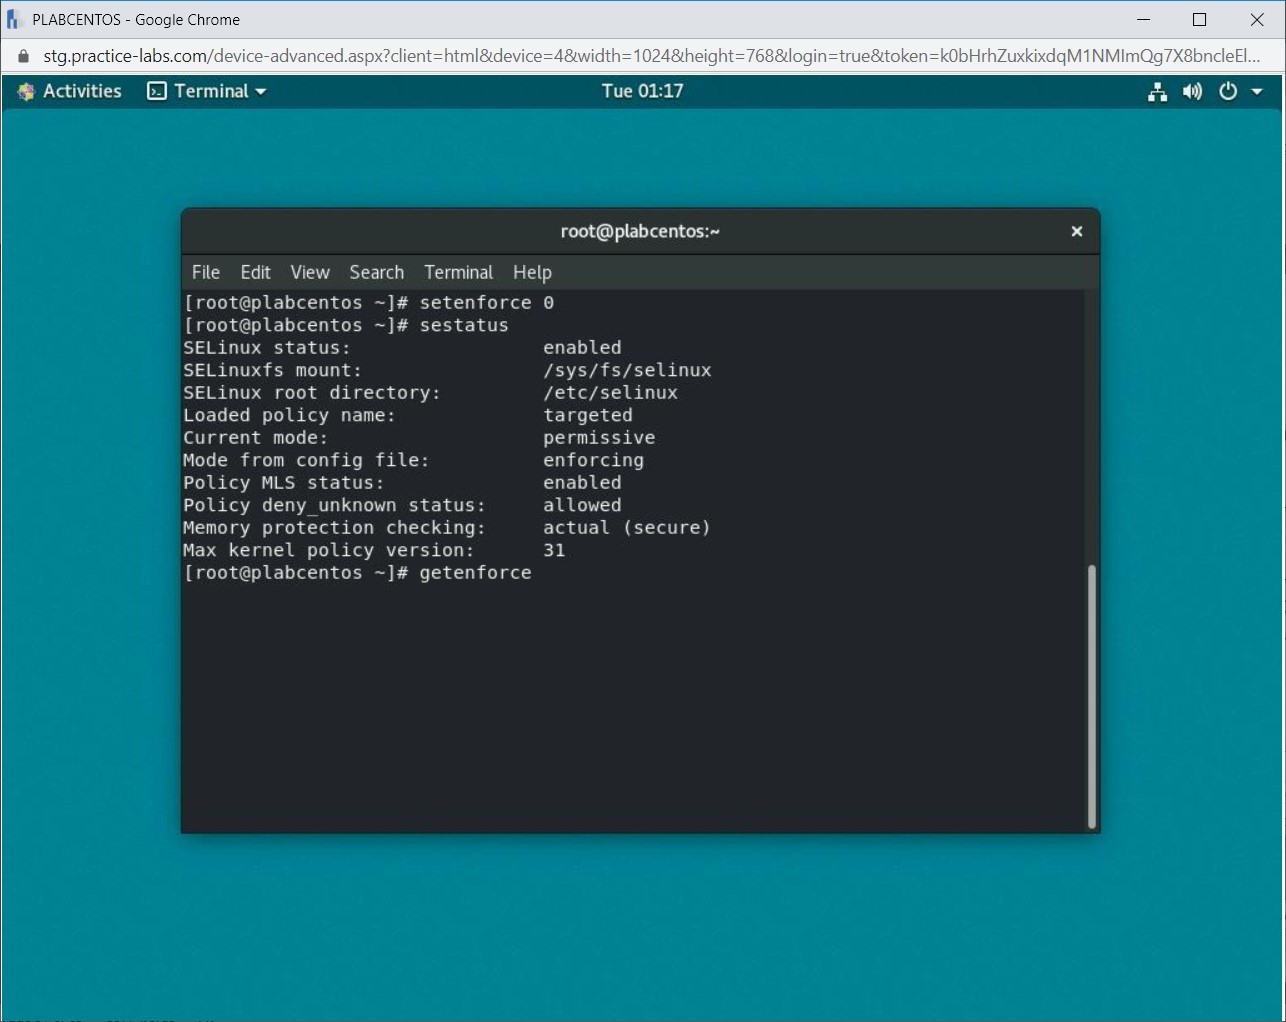 PLABCENTOS - Google Chrome
stg.practice-labs.com/device-advanced.aspx?client=html&device=4&width=1024&height=768&login=true&token=k0bHrhZuxkixdqM1NMImQg7X8bncleEl...
Activities Terminal Tue 01:17
root@plabcentos:~
File Edit View Search Terminal Help
[root@plabcentos ~]# setenforce 0
[root@plabcentos ~]# sestatus
SELinux status: enabled
SELinuxfs mount: /sys/fs/selinux
SELinux root directory: /etc/selinux
Loaded policy name: targeted
Current mode: permissive
Mode from config file: enforcing
Policy MLS status: enabled
Policy deny_unknown status: allowed
Memory protection checking: actual (secure)
Max kernel policy version: 31
[root@plabcentos ~]# getenforce